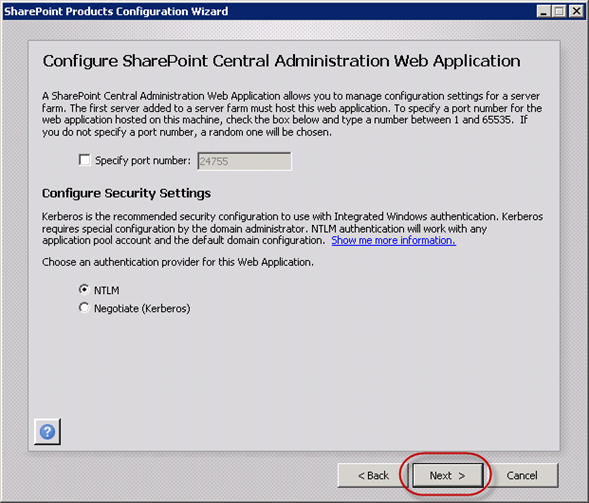 SharePoint Products Configuration Wizard
Configure SharePoint Central Administration Web Application
A SharePoint Central Administration Web Application allows you to manage configuration settings for a server
farm. The first server added to a server farm must host this web application. To specify a port number for the
web application hosted on this machine, check the box below and type a number between 1 and 65535. If
you do not specify a port number, a random one will be chosen.
Specify port number: 24755
Configure Security Settings
Kerberos is the recommended security configuration to use with Integrated Windows authentication. Kerberos
requires special configuration by the domain administrator. NTLM authentication will work with any
application pool account and the default domain configuration. Show me more information.
Choose an authentication provider for this Web Application.
NTLM
Negotiate (Kerberos)
?
< Back Next > Cancel